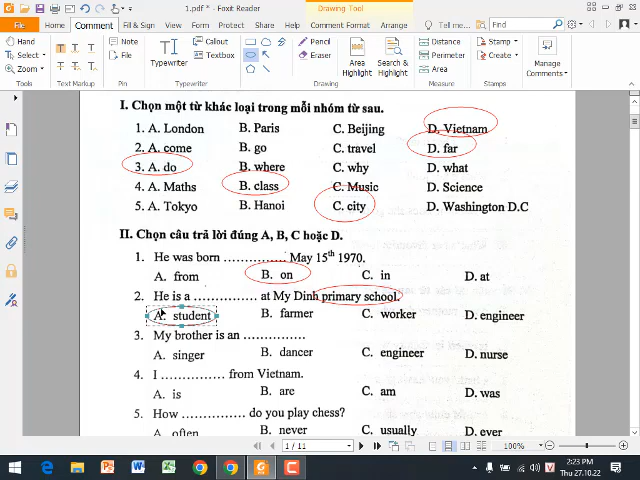 1.pdf * - Foxit Reader
Drawing Tool
File Home Comment Fill & Sign View Form Protect Share Help Comment Format Arrange Tell me... Find
Hand Note Callout Pencil Distance Stamp
Select File Textbox Eraser Perimeter Create
Zoom Typewriter Area Highlight Search & Highlight Area Manage Comments
Text Markup Pin Typewriter Drawing Measure Stamps
I. Chọn một từ khác loại trong mỗi nhóm từ sau.
1. A. London B. Paris C. Beijing D. Vietnam
2. A. come B. go C. travel D. far
3. A. do B. where C. why D. what
4. A. Maths B. class C. Music D. Science
5. A. Tokyo B. Hanoi C. city D. Washington D.C
II. Chọn câu trả lời đúng A, B, C hoặc D.
1. He was born ............... May 15th 1970.
A. from B. on C. in D. at
2. He is a ............... at My Dinh primary school.
A. student B. farmer C. worker D. engineer
3. My brother is an ...............
A. singer B. dancer C. engineer D. nurse
4. I ............... from Vietnam.
A. is B. are C. am D. was
5. How ............... do you play chess?
A. often B. never C. usually D. ever
1 / 11 100%
2:23 PM
Thu 27.10.22